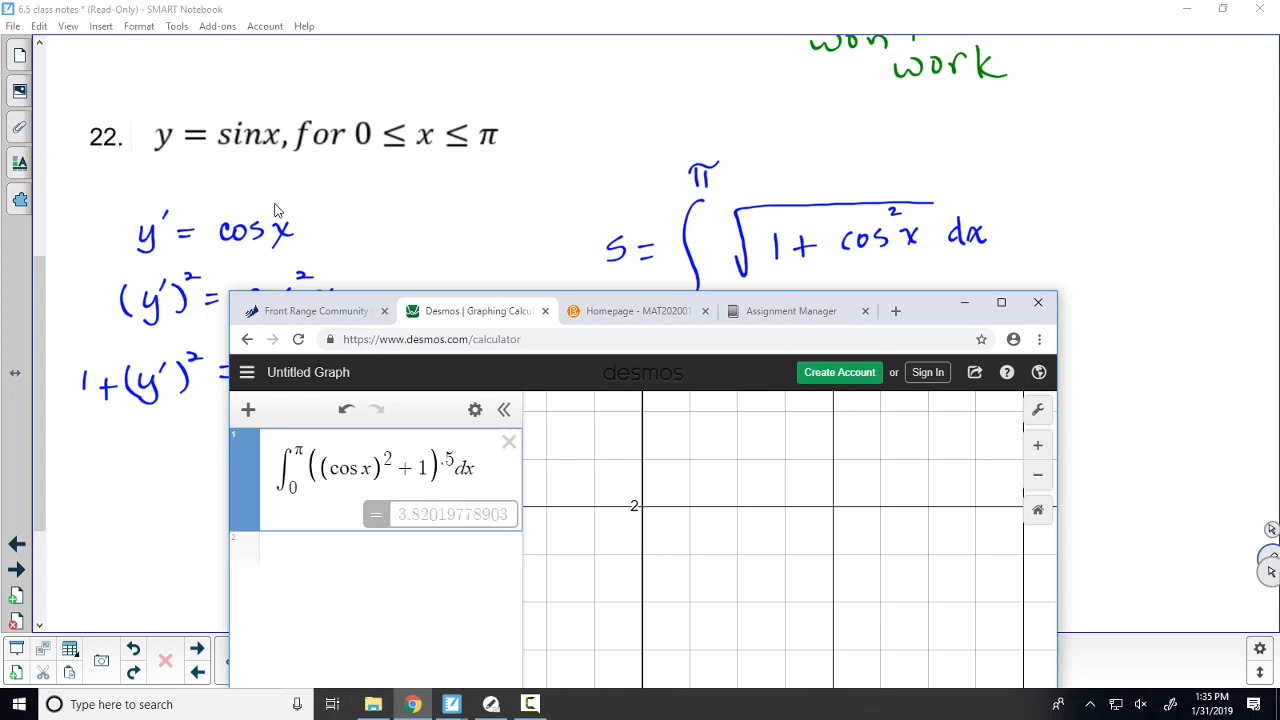 6.5 class notes * (Read-Only) - SMART Notebook
File Edit View Insert Format Tools Add-ons Account Help
work
22. y = sinx, for 0 ≤ x ≤ π
y' = cos x
s = ∫ π √(1 + cos²x) dx
(y')² =
1 + (y')² =
Front Range Community
Desmos | Graphing Calcul
Homepage - MAT202001
Assignment Manager
https://www.desmos.com/calculator
Untitled Graph
desmos
Create Account or Sign In
1
∫₀^π ((cos x)² + 1)^.5 dx
= 3.82019778903
2
2
Type here to search
1:35 PM
1/31/2019